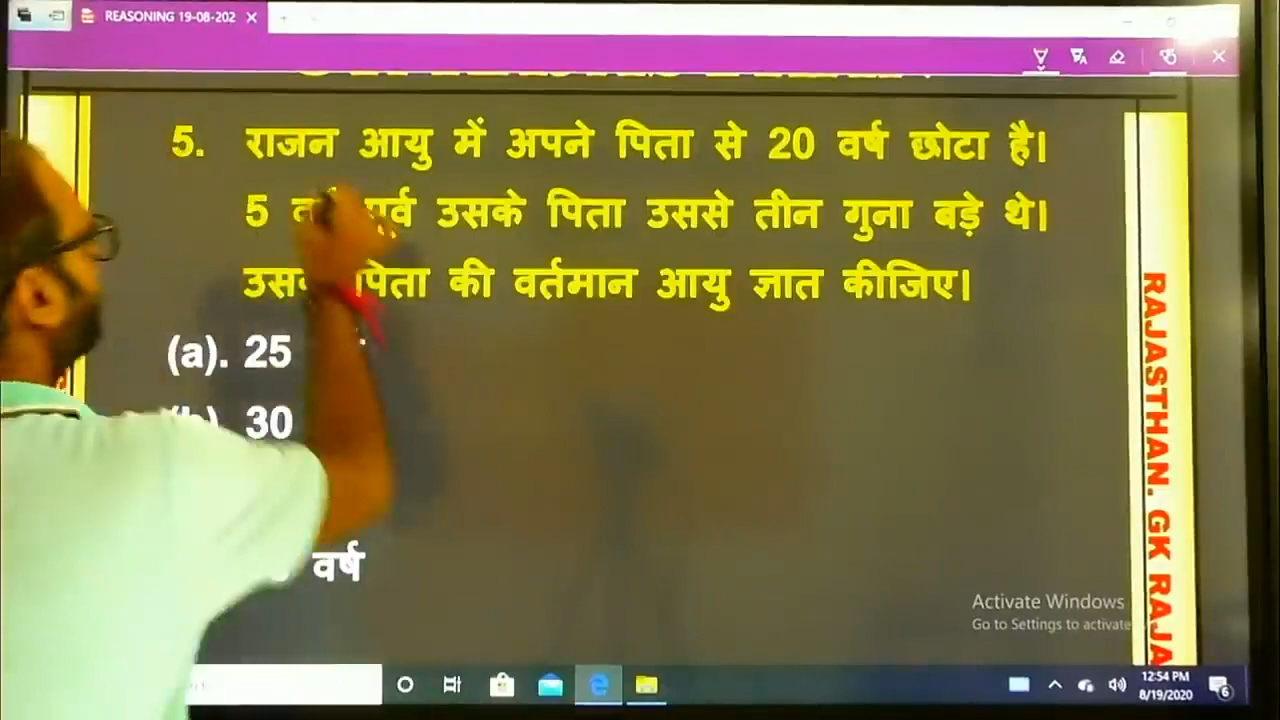 REASONING 19-08-202
5. राजन आयु में अपने पिता से 20 वर्ष छोटा है।
5 उसके पिता उससे तीन गुना बड़े थे।
पिता की वर्तमान आयु ज्ञात कीजिए।
(a). 25
30
वर्ष
RAJASTHAN. GK RAJA
Activate Windows
Go to Settings to activate
12:54 PM
8/19/2020
6